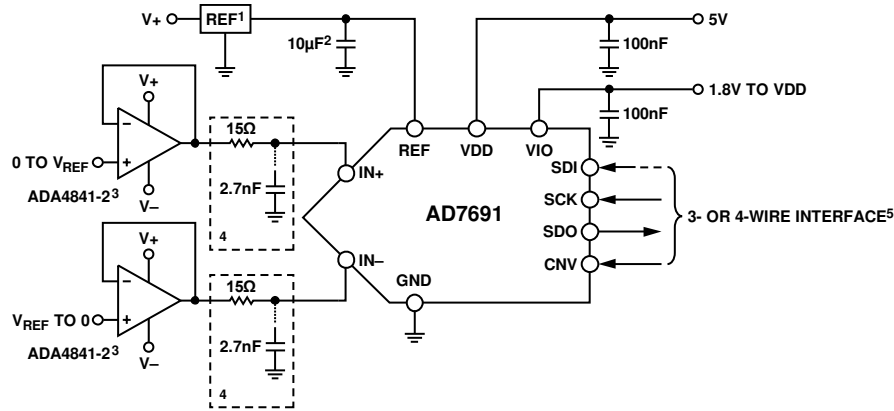 V+
REF1
10µF2
100nF
5V
100nF
1.8V TO VDD
V+
−
+
0 TO VREF
ADA4841-23
V−
15Ω
2.7nF
4
REF
VDD
VIO
IN+
AD7691
SDI
SCK
SDO
CNV
3- OR 4-WIRE INTERFACE5
IN−
GND
V+
−
+
VREF TO 0
ADA4841-23
V−
15Ω
2.7nF
4